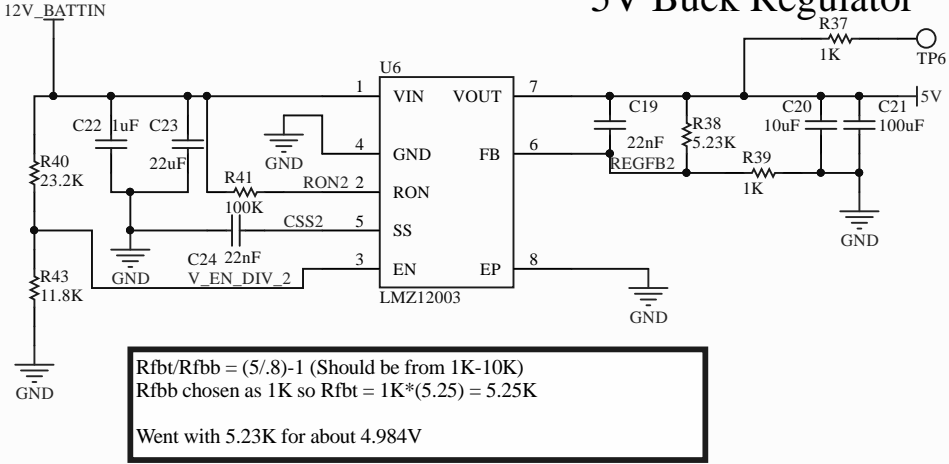 5V Buck Regulator
12V_BATTIN
R37
1K
TP6
U6
1
VIN
VOUT
7
5V
C22
1uF
C23
22uF
C19
22nF
R38
5.23K
C20
10uF
C21
100uF
4
GND
GND
FB
6
REGFB2
R39
1K
R40
23.2K
R41
100K
RON2
2
RON
CSS2
5
SS
C24
22nF
GND
GND
V_EN_DIV_2
3
EN
EP
8
R43
11.8K
LMZ12003
GND
GND
Rfbt/Rfbb = (5/.8)-1 (Should be from 1K-10K)
Rfbb chosen as 1K so Rfbt = 1K*(5.25) = 5.25K
Went with 5.23K for about 4.984V